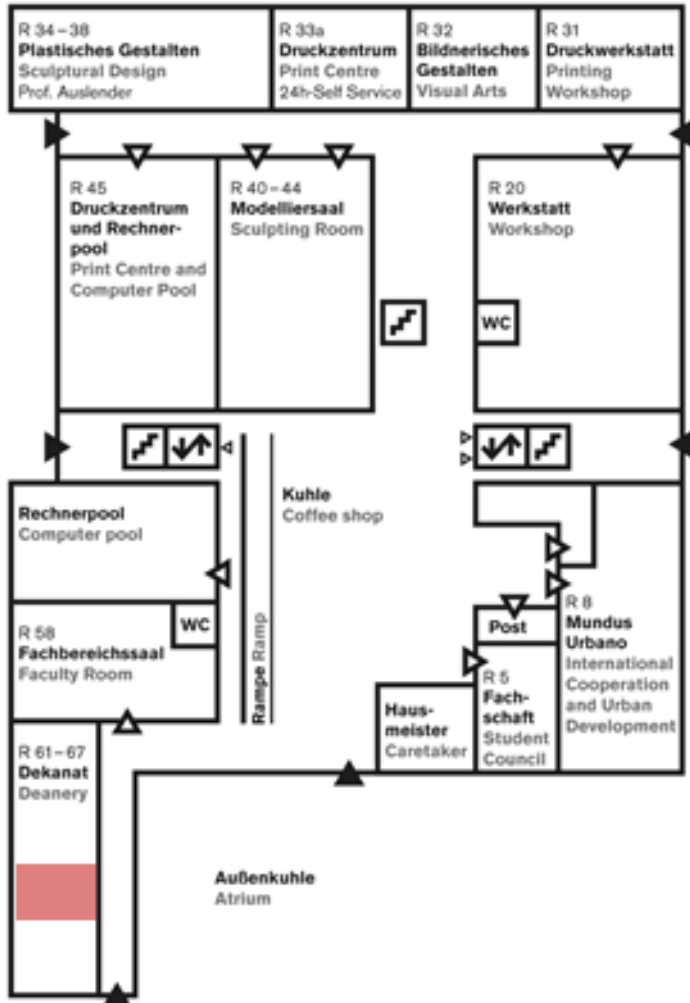 R 34–38
Plastisches Gestalten
Sculptural Design
Prof. Auslender
R 33a
Druckzentrum
Print Centre
24h-Self Service
R 32
Bildnerisches
Gestalten
Visual Arts
R 31
Druckwerkstatt
Printing
Workshop
R 45
Druckzentrum
und Rechner-
pool
Print Centre and
Computer Pool
R 40–44
Modelliersaal
Sculpting Room
R 20
Werkstatt
Workshop
WC
Rechnerpool
Computer pool
Kuhle
Coffee shop
R 58
Fachbereichssaal
Faculty Room
WC
Rampe Ramp
Post
R 8
Mundus
Urbano
International
Cooperation
and Urban
Development
R 5
Fach-
schaft
Student
Council
Haus-
meister
Caretaker
R 61–67
Dekanat
Deanery
Außenkuhle
Atrium